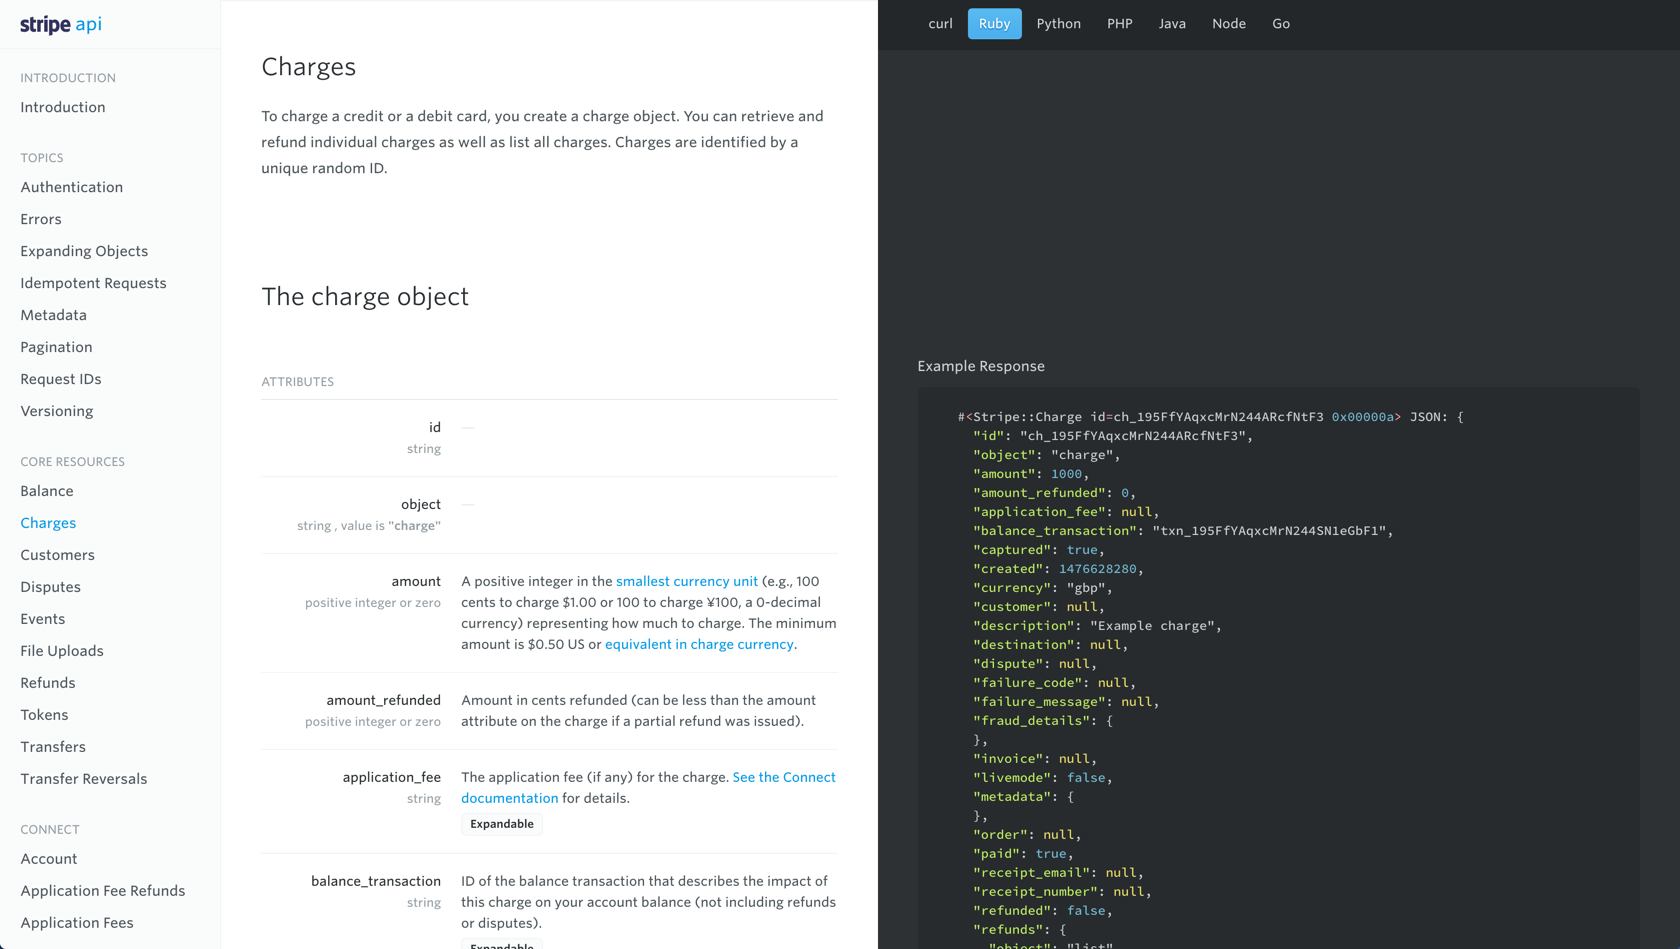 stripe api
INTRODUCTION
Introduction
TOPICS
Authentication
Errors
Expanding Objects
Idempotent Requests
Metadata
Pagination
Request IDs
Versioning
CORE RESOURCES
Balance
Charges
Customers
Disputes
Events
File Uploads
Refunds
Tokens
Transfers
Transfer Reversals
CONNECT
Account
Application Fee Refunds
Application Fees
Charges
To charge a credit or a debit card, you create a charge object. You can retrieve and
refund individual charges as well as list all charges. Charges are identified by a
unique random ID.
The charge object
ATTRIBUTES
id —
string
object —
string , value is "charge"
amount
positive integer or zero
A positive integer in the smallest currency unit (e.g., 100
cents to charge $1.00 or 100 to charge ¥100, a 0-decimal
currency) representing how much to charge. The minimum
amount is $0.50 US or equivalent in charge currency.
amount_refunded
positive integer or zero
Amount in cents refunded (can be less than the amount
attribute on the charge if a partial refund was issued).
application_fee
string
The application fee (if any) for the charge. See the Connect
documentation for details.
Expandable
balance_transaction
string
ID of the balance transaction that describes the impact of
this charge on your account balance (not including refunds
or disputes).
Expandable
curl Ruby Python PHP Java Node Go
Example Response
#<Stripe::Charge id=ch_195FfYAqxcMrN244ARcfNtF3 0x00000a> JSON: {
"id": "ch_195FfYAqxcMrN244ARcfNtF3",
"object": "charge",
"amount": 1000,
"amount_refunded": 0,
"application_fee": null,
"balance_transaction": "txn_195FfYAqxcMrN244SN1eGbF1",
"captured": true,
"created": 1476628280,
"currency": "gbp",
"customer": null,
"description": "Example charge",
"destination": null,
"dispute": null,
"failure_code": null,
"failure_message": null,
"fraud_details": {
},
"invoice": null,
"livemode": false,
"metadata": {
},
"order": null,
"paid": true,
"receipt_email": null,
"receipt_number": null,
"refunded": false,
"refunds": {
"object": "list",